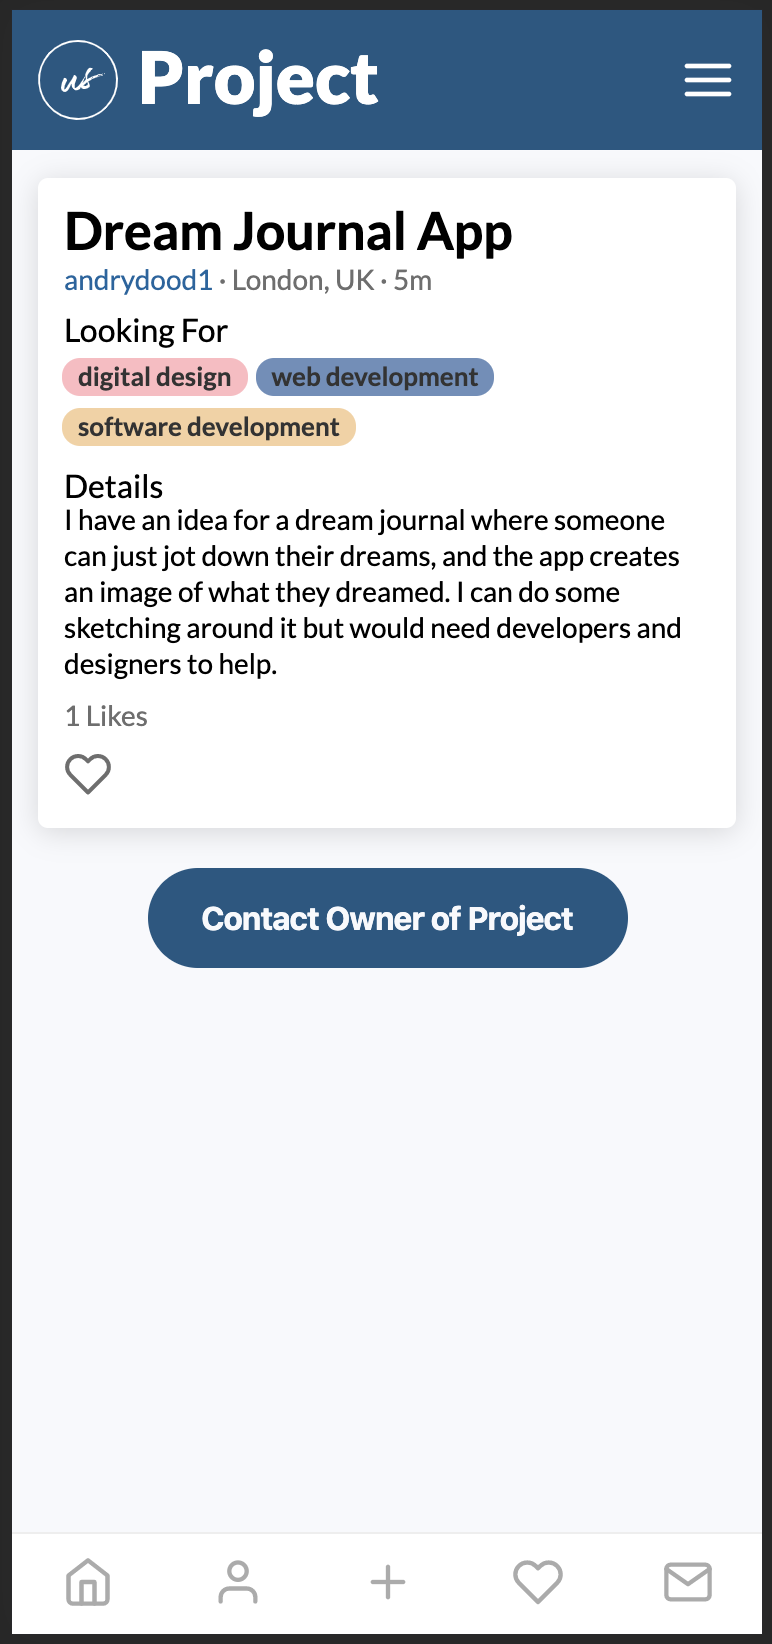 us Project
Dream Journal App
andrydood1 · London, UK · 5m
Looking For
digital design web development
software development
Details
I have an idea for a dream journal where someone
can just jot down their dreams, and the app creates
an image of what they dreamed. I can do some
sketching around it but would need developers and
designers to help.
1 Likes
Contact Owner of Project